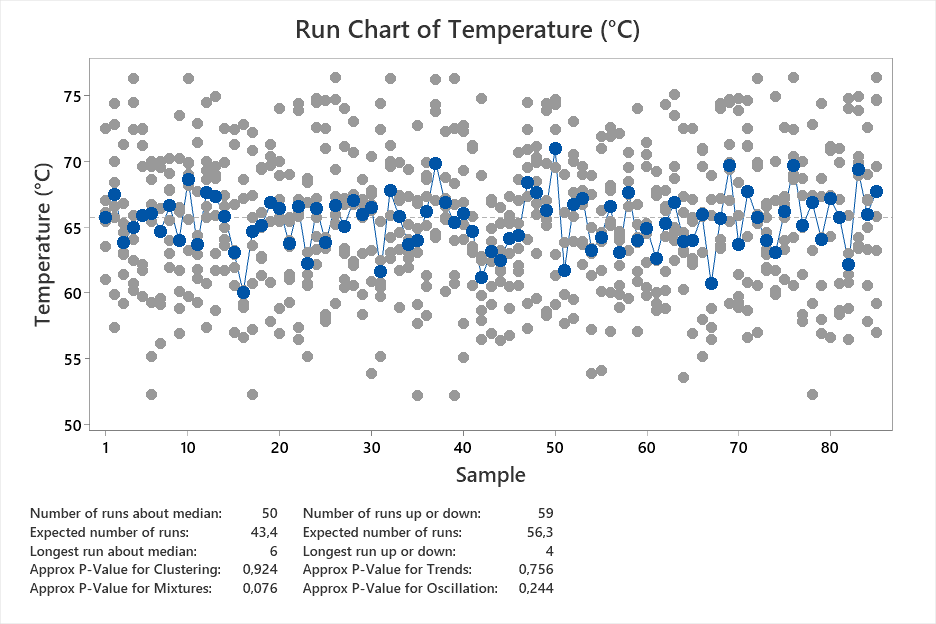 Run Chart of Temperature (°C)
Temperature (°C)
75
70
65
60
55
50
1 10 20 30 40 50 60 70 80
Sample
Number of runs about median: 50 Number of runs up or down: 59
Expected number of runs: 43,4 Expected number of runs: 56,3
Longest run about median: 6 Longest run up or down: 4
Approx P-Value for Clustering: 0,924 Approx P-Value for Trends: 0,756
Approx P-Value for Mixtures: 0,076 Approx P-Value for Oscillation: 0,244